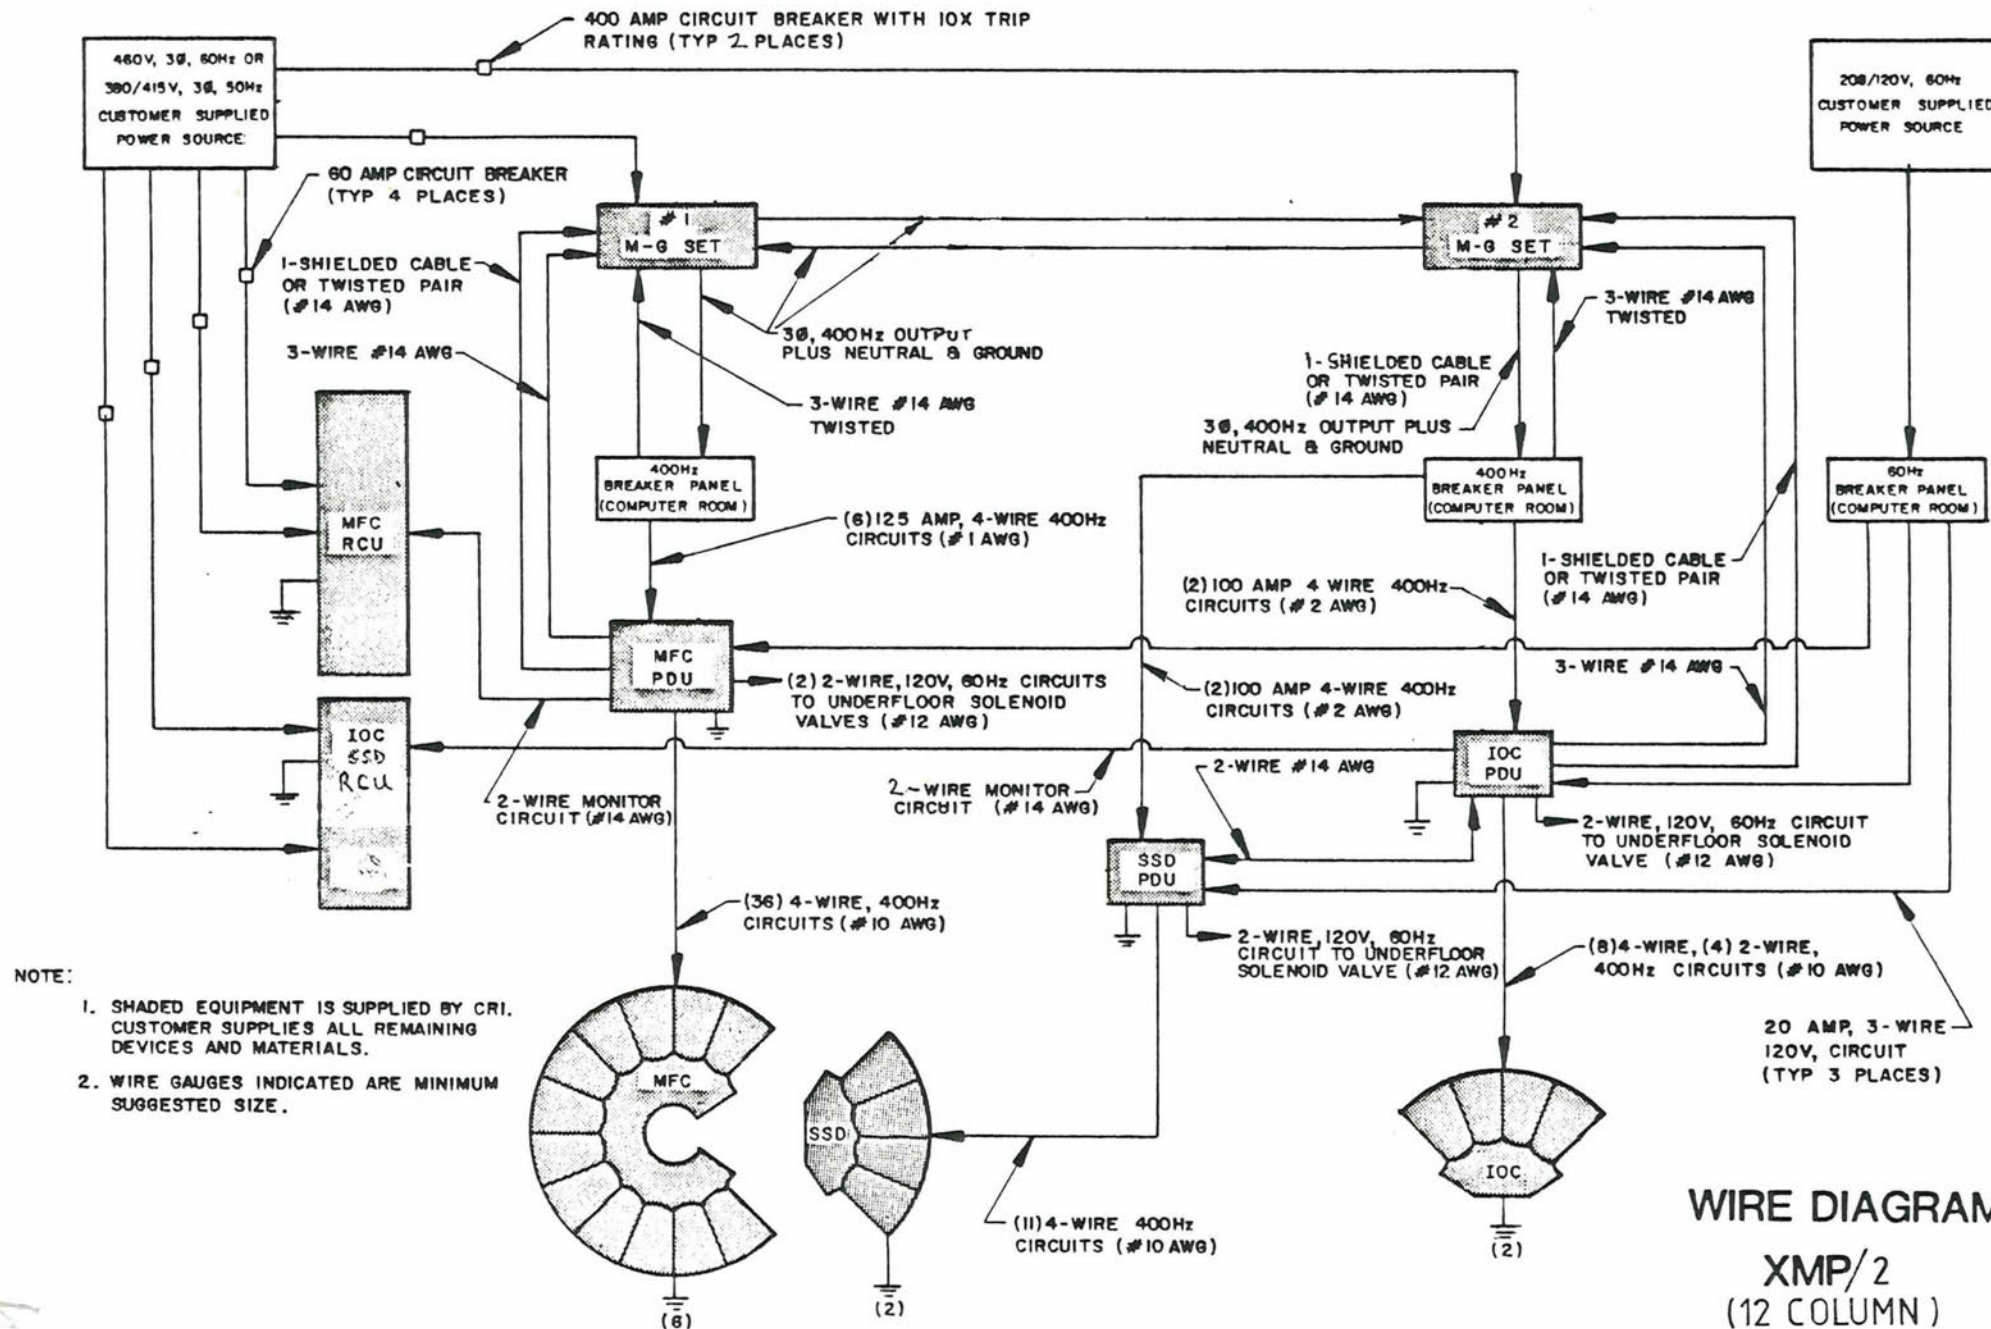 400 AMP CIRCUIT BREAKER WITH 10X TRIP
RATING (TYP 2 PLACES)
460V, 3Ø, 60Hz OR
380/415V, 3Ø, 50Hz
CUSTOMER SUPPLIED
POWER SOURCE
208/120V, 60Hz
CUSTOMER SUPPLIED
POWER SOURCE
60 AMP CIRCUIT BREAKER
(TYP 4 PLACES)
#1
M-G SET
#2
M-G SET
1-SHIELDED CABLE
OR TWISTED PAIR
(#14 AWG)
3-WIRE #14 AWG
3Ø, 400Hz OUTPUT
PLUS NEUTRAL & GROUND
3-WIRE #14 AWG
TWISTED
3-WIRE #14 AWG
TWISTED
1-SHIELDED CABLE
OR TWISTED PAIR
(#14 AWG)
3Ø, 400Hz OUTPUT PLUS
NEUTRAL & GROUND
400Hz
BREAKER PANEL
(COMPUTER ROOM)
400Hz
BREAKER PANEL
(COMPUTER ROOM)
60Hz
BREAKER PANEL
(COMPUTER ROOM)
MFC
RCU
(6) 125 AMP, 4-WIRE 400Hz
CIRCUITS (#1 AWG)
(2) 100 AMP 4 WIRE 400Hz
CIRCUITS (#2 AWG)
1-SHIELDED CABLE
OR TWISTED PAIR
(#14 AWG)
MFC
PDU
(2) 2-WIRE, 120V, 60Hz CIRCUITS
TO UNDERFLOOR SOLENOID
VALVES (#12 AWG)
(2) 100 AMP 4-WIRE 400Hz
CIRCUITS (#2 AWG)
3-WIRE #14 AWG
IOC
SSD
RCU
2-WIRE MONITOR
CIRCUIT (#14 AWG)
2-WIRE MONITOR
CIRCUIT (#14 AWG)
2-WIRE #14 AWG
IOC
PDU
2-WIRE, 120V, 60Hz CIRCUIT
TO UNDERFLOOR SOLENOID
VALVE (#12 AWG)
SSD
PDU
(36) 4-WIRE, 400Hz
CIRCUITS (#10 AWG)
2-WIRE, 120V, 60Hz
CIRCUIT TO UNDERFLOOR
SOLENOID VALVE (#12 AWG)
(8) 4-WIRE, (4) 2-WIRE,
400Hz CIRCUITS (#10 AWG)
20 AMP, 3-WIRE
120V, CIRCUIT
(TYP 3 PLACES)
NOTE:
1. SHADED EQUIPMENT IS SUPPLIED BY CRI.
CUSTOMER SUPPLIES ALL REMAINING
DEVICES AND MATERIALS.
2. WIRE GAUGES INDICATED ARE MINIMUM
SUGGESTED SIZE.
MFC
SSD
IOC
(11) 4-WIRE 400Hz
CIRCUITS (#10 AWG)
(6)
(2)
(2)
WIRE DIAGRAM
XMP/2
(12 COLUMN)